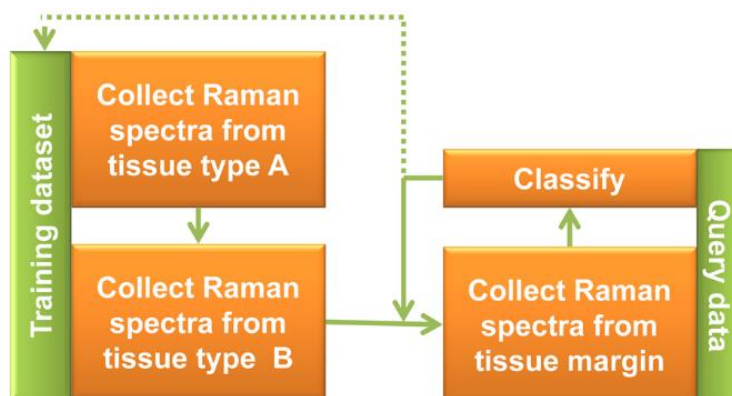 Training dataset
Collect Raman
spectra from
tissue type A
Collect Raman
spectra from
tissue type  B
Classify
Collect Raman
spectra from
tissue margin
Query data